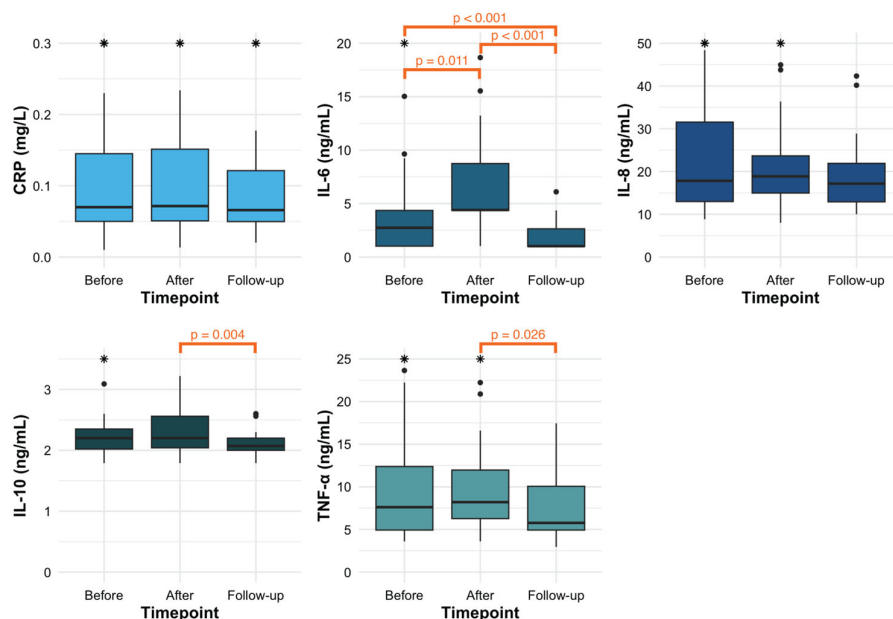 CRP (mg/L)
0.3
0.2
0.1
0.0
*
*
*
Before
After
Follow-up
Timepoint
IL-6 (ng/mL)
20
15
10
5
0
*
p < 0.001
p < 0.001
p = 0.011
Before
After
Follow-up
Timepoint
IL-8 (ng/mL)
50
40
30
20
10
0
*
*
Before
After
Follow-up
Timepoint
IL-10 (ng/mL)
3
2
1
0
*
p = 0.004
Before
After
Follow-up
Timepoint
TNF-α (ng/mL)
25
20
15
10
5
0
*
*
p = 0.026
Before
After
Follow-up
Timepoint